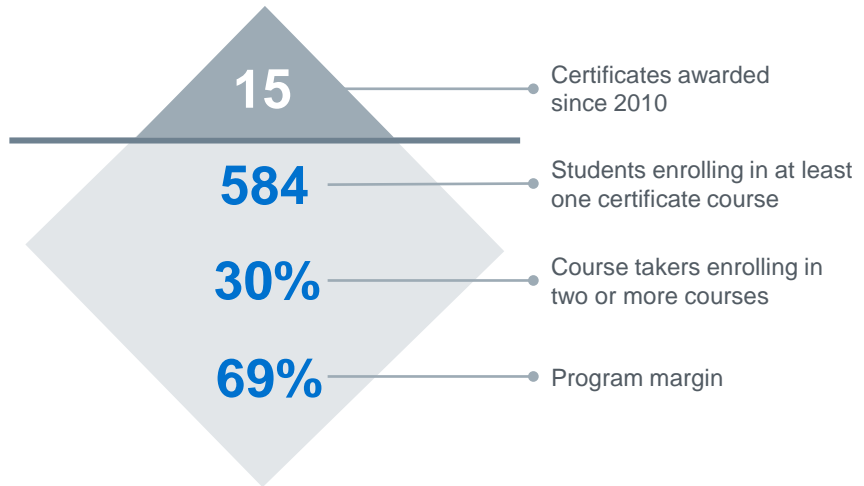 15
Certificates awarded
since 2010
584
Students enrolling in at least
one certificate course
30%
Course takers enrolling in
two or more courses
69%
Program margin